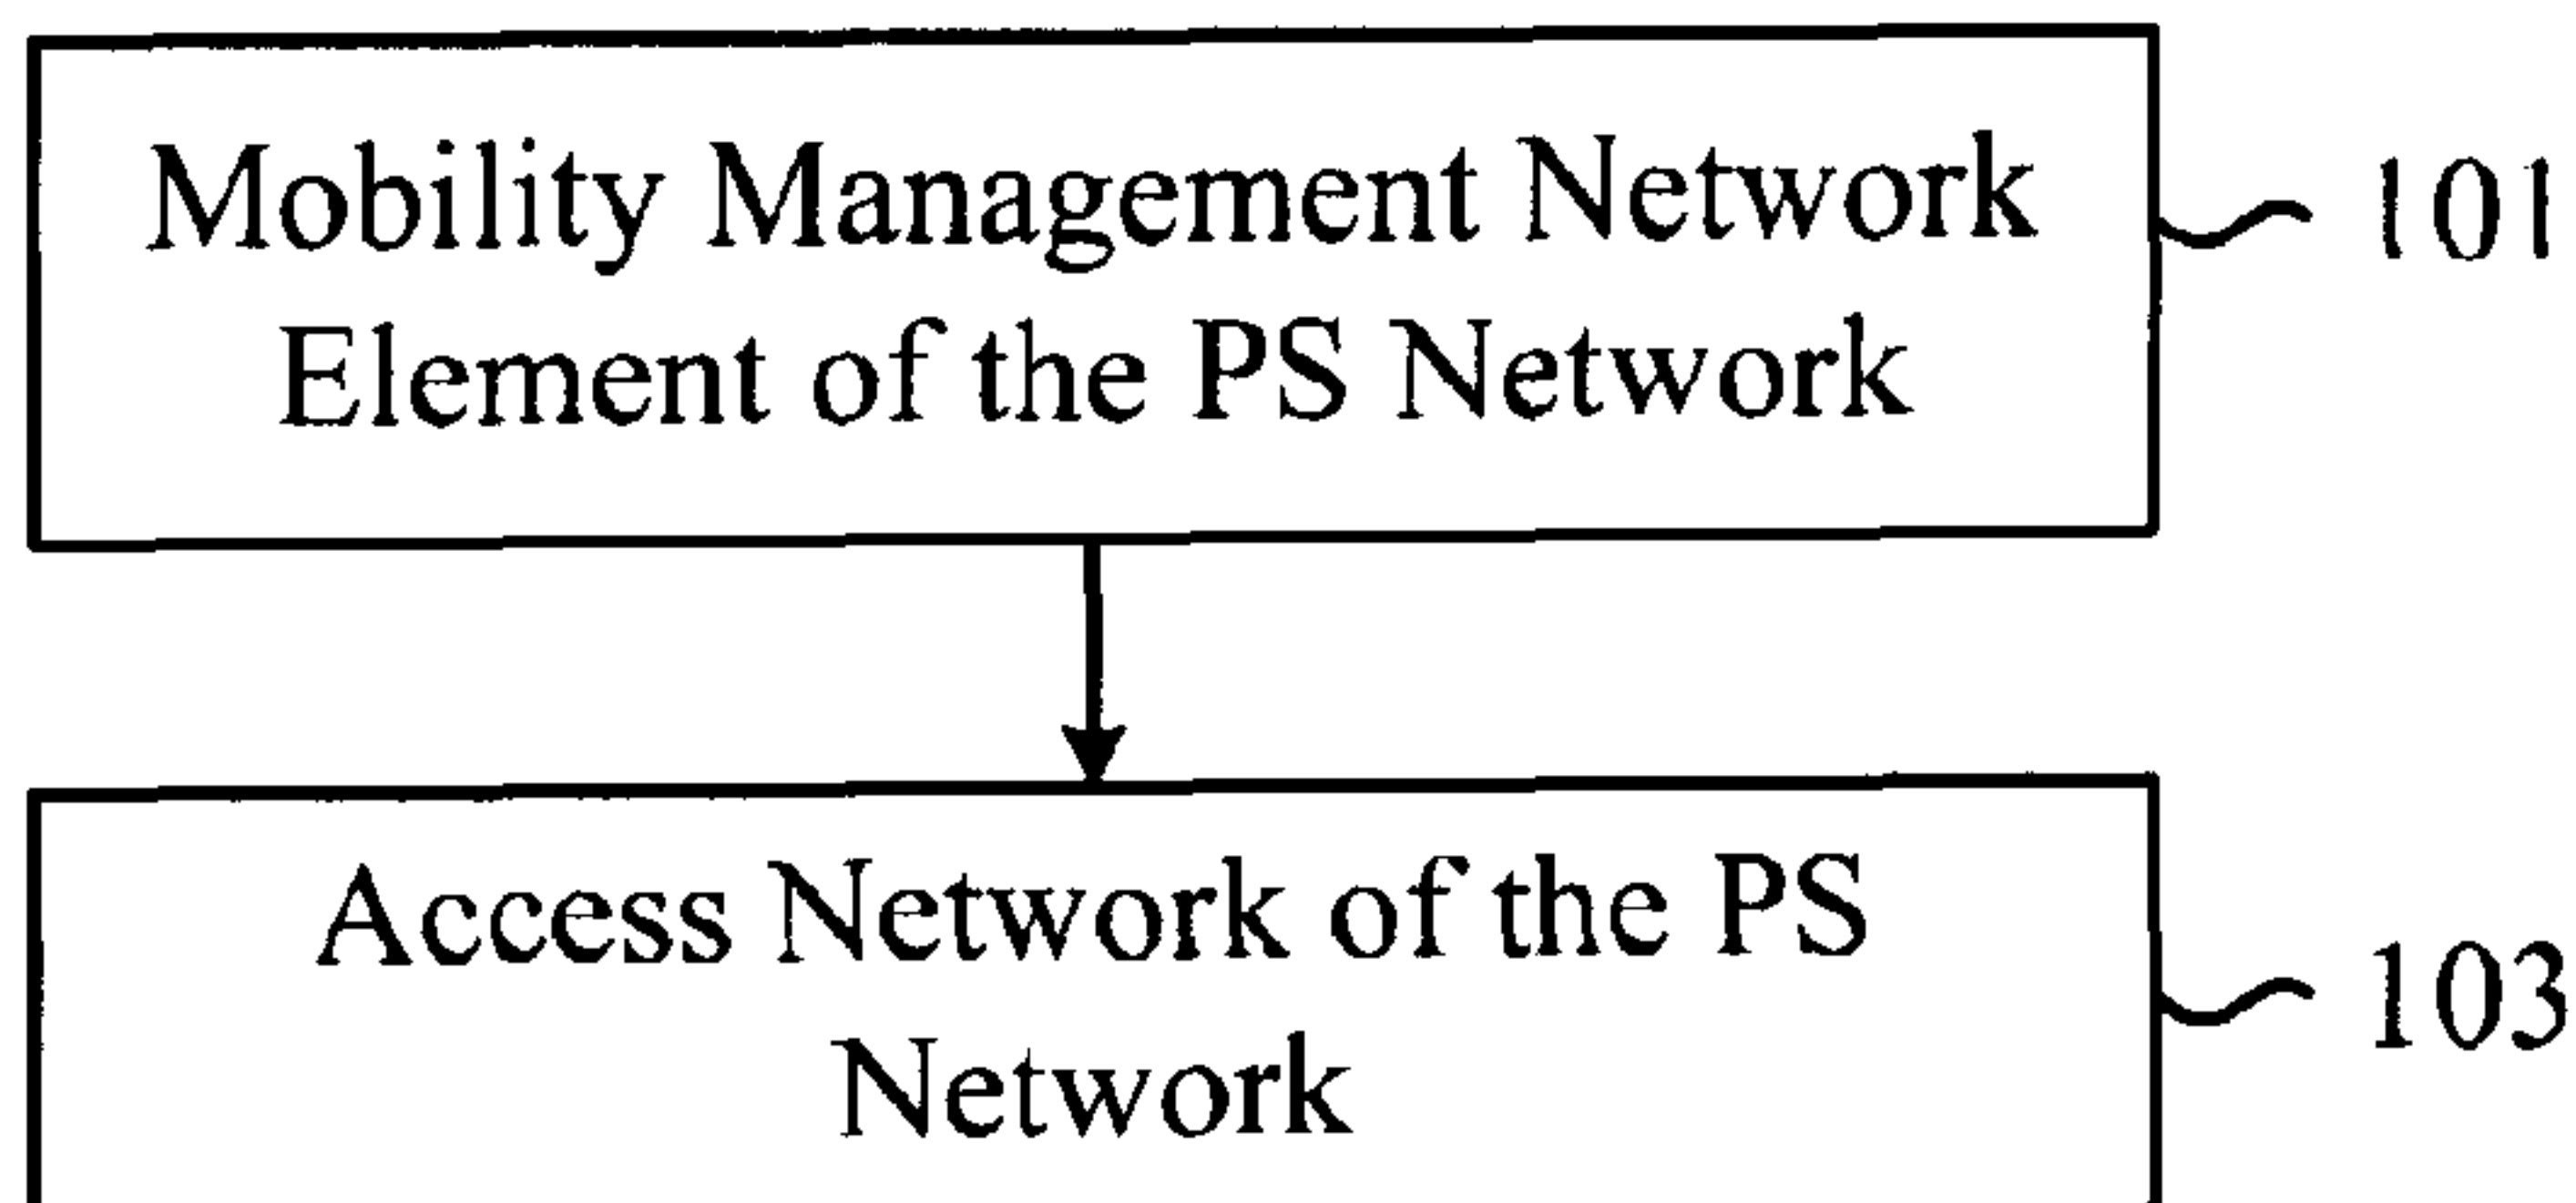 Mobility Management Network
Element of the PS Network
101
Access Network of the PS
Network
103